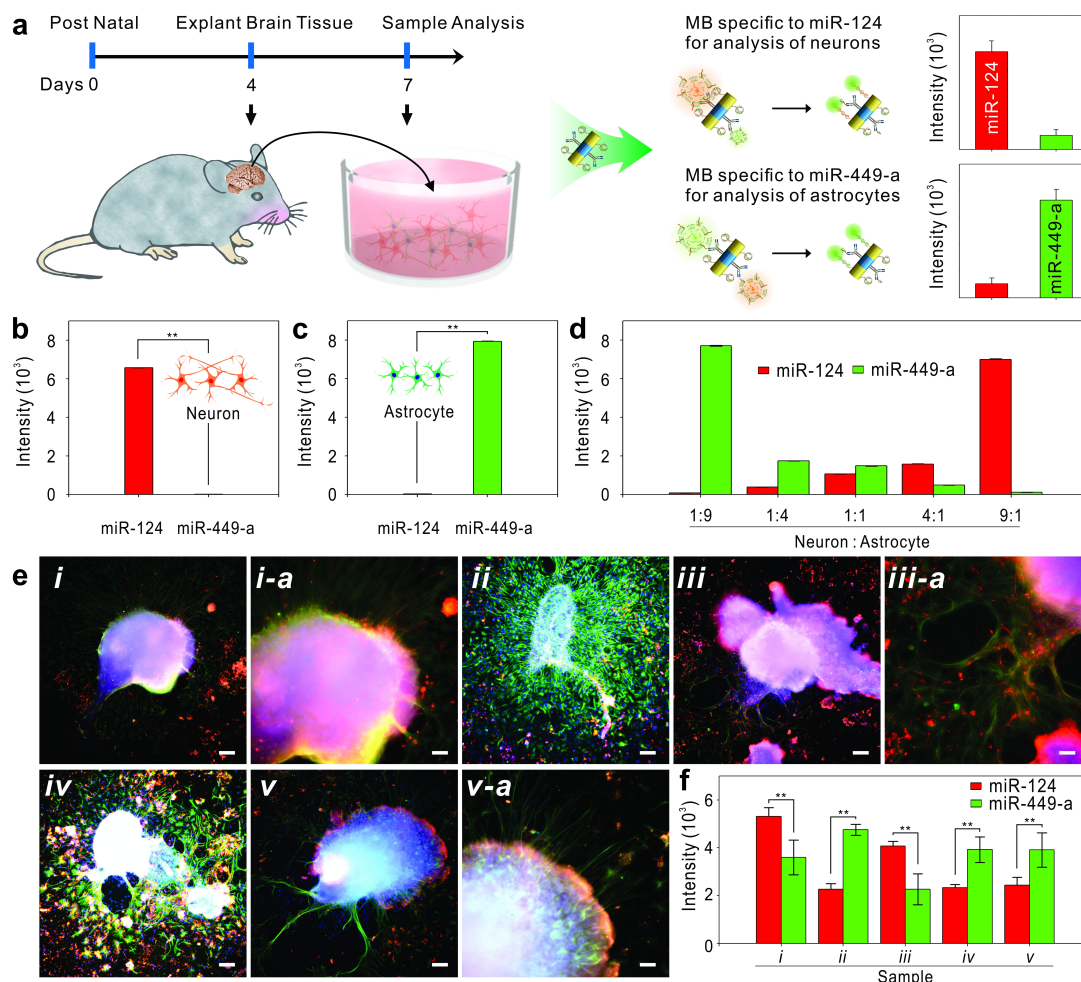 a
Post Natal
Explant Brain Tissue
Sample Analysis
Days 0
4
7
MB specific to miR-124
for analysis of neurons
Intensity (10³)
miR-124
MB specific to miR-449-a
for analysis of astrocytes
Intensity (10³)
miR-449-a
b
Intensity (10³)
8
6
4
2
0
**
Neuron
miR-124
miR-449-a
c
Intensity (10³)
8
6
4
2
0
**
Astrocyte
miR-124
miR-449-a
d
Intensity (10³)
8
6
4
2
0
miR-124
miR-449-a
1:9
1:4
1:1
4:1
9:1
Neuron : Astrocyte
e
i
i-a
ii
iii
iii-a
iv
v
v-a
f
Intensity (10³)
6
4
2
0
miR-124
miR-449-a
**
**
**
**
**
i
ii
iii
iv
v
Sample